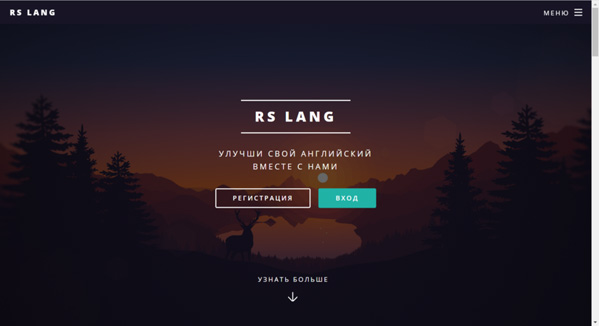 RS LANG
МЕНЮ
RS LANG
УЛУЧШИ СВОЙ АНГЛИЙСКИЙ
ВМЕСТЕ С НАМИ
РЕГИСТРАЦИЯ
ВХОД
УЗНАТЬ БОЛЬШЕ